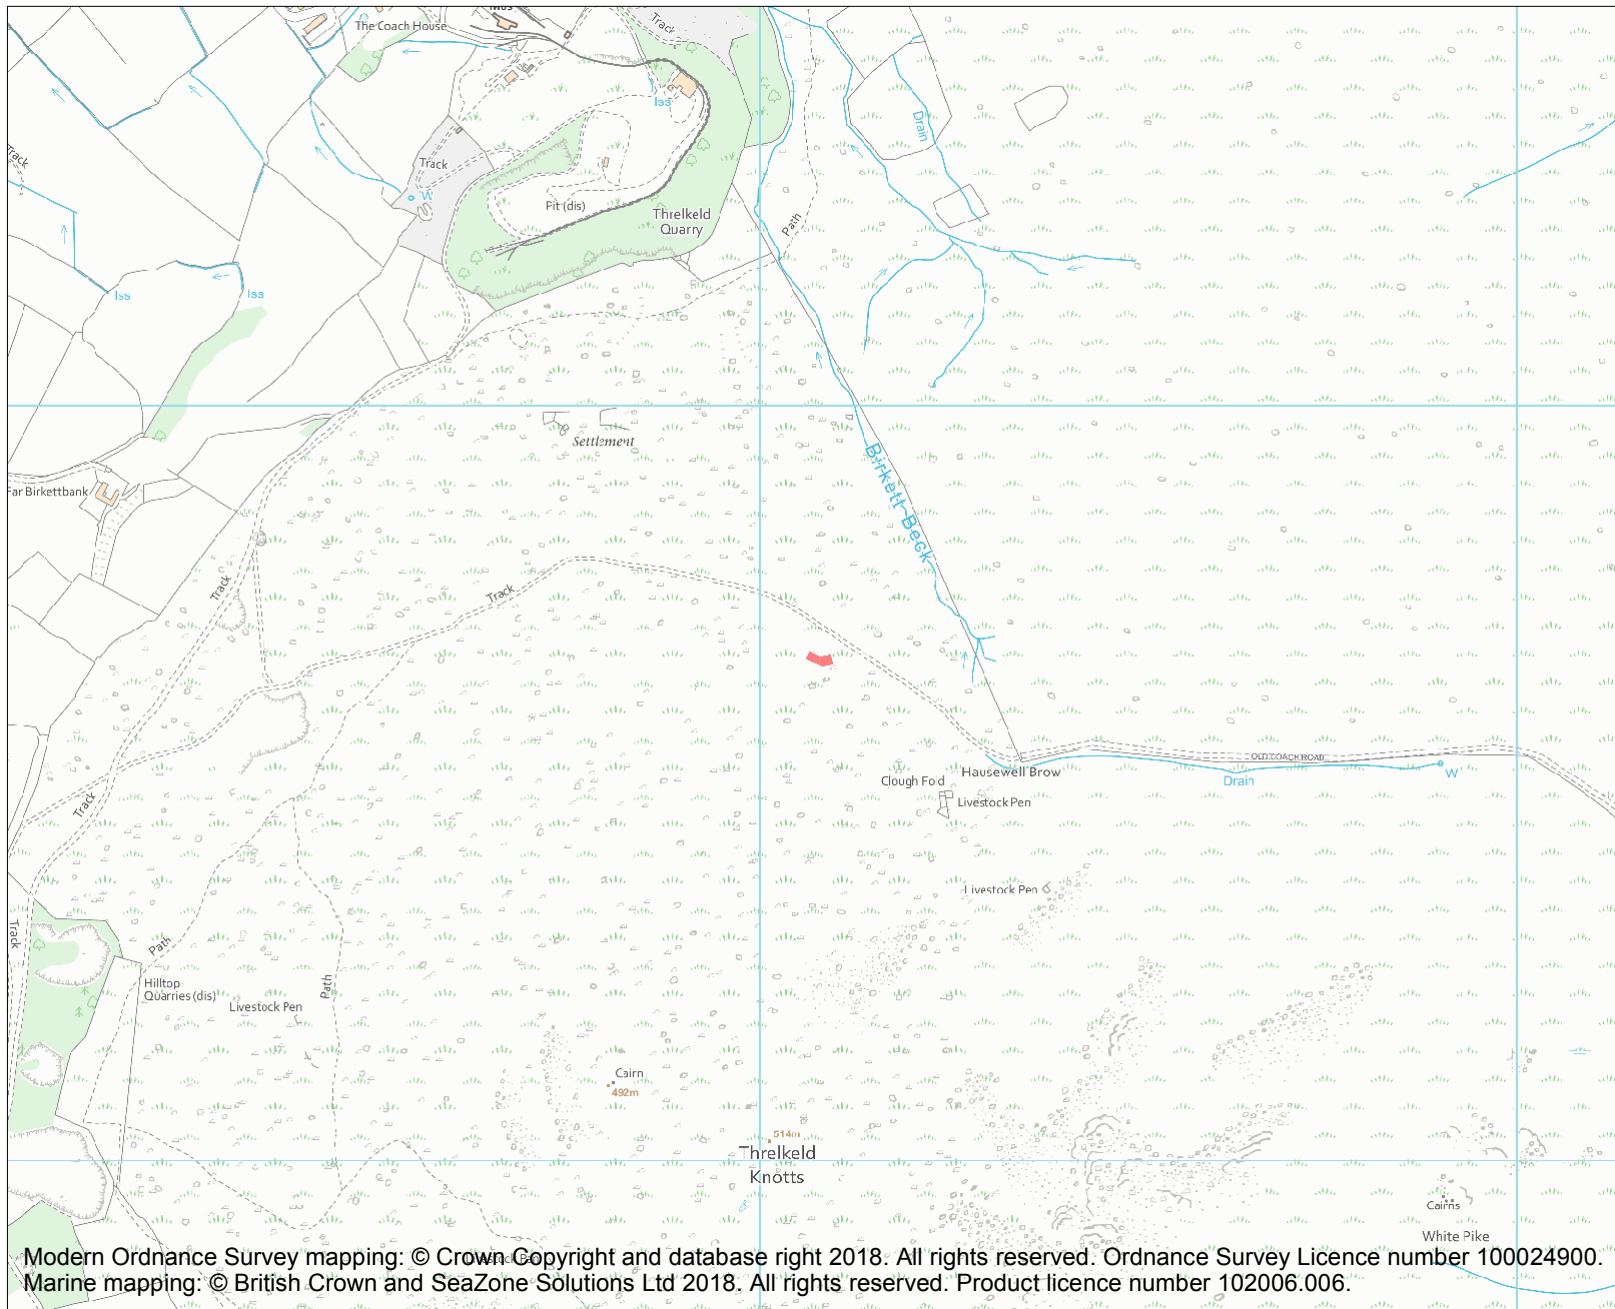 Mus
The Coach House
Track
Iss
Drain
Track
Track
W
Pit (dis)
Threlkeld
Quarry
Path
Iss
Iss
Settlement
Birkett Beck
Far Birkettbank
Track
Track
OLD COACH ROAD
Hausewell Brow
Clough Fold
Drain
W
Livestock Pen
Track
Livestock Pen
Track
Path
Path
Hilltop
Quarries (dis)
Livestock Pen
Cairn
492m
514m
Threlkeld
Knotts
Cairns
White Pike
Livestock Pen
Modern Ordnance Survey mapping: © Crown Copyright and database right 2018. All rights reserved. Ordnance Survey Licence number 100024900.
Marine mapping: © British Crown and SeaZone Solutions Ltd 2018. All rights reserved. Product licence number 102006.006.